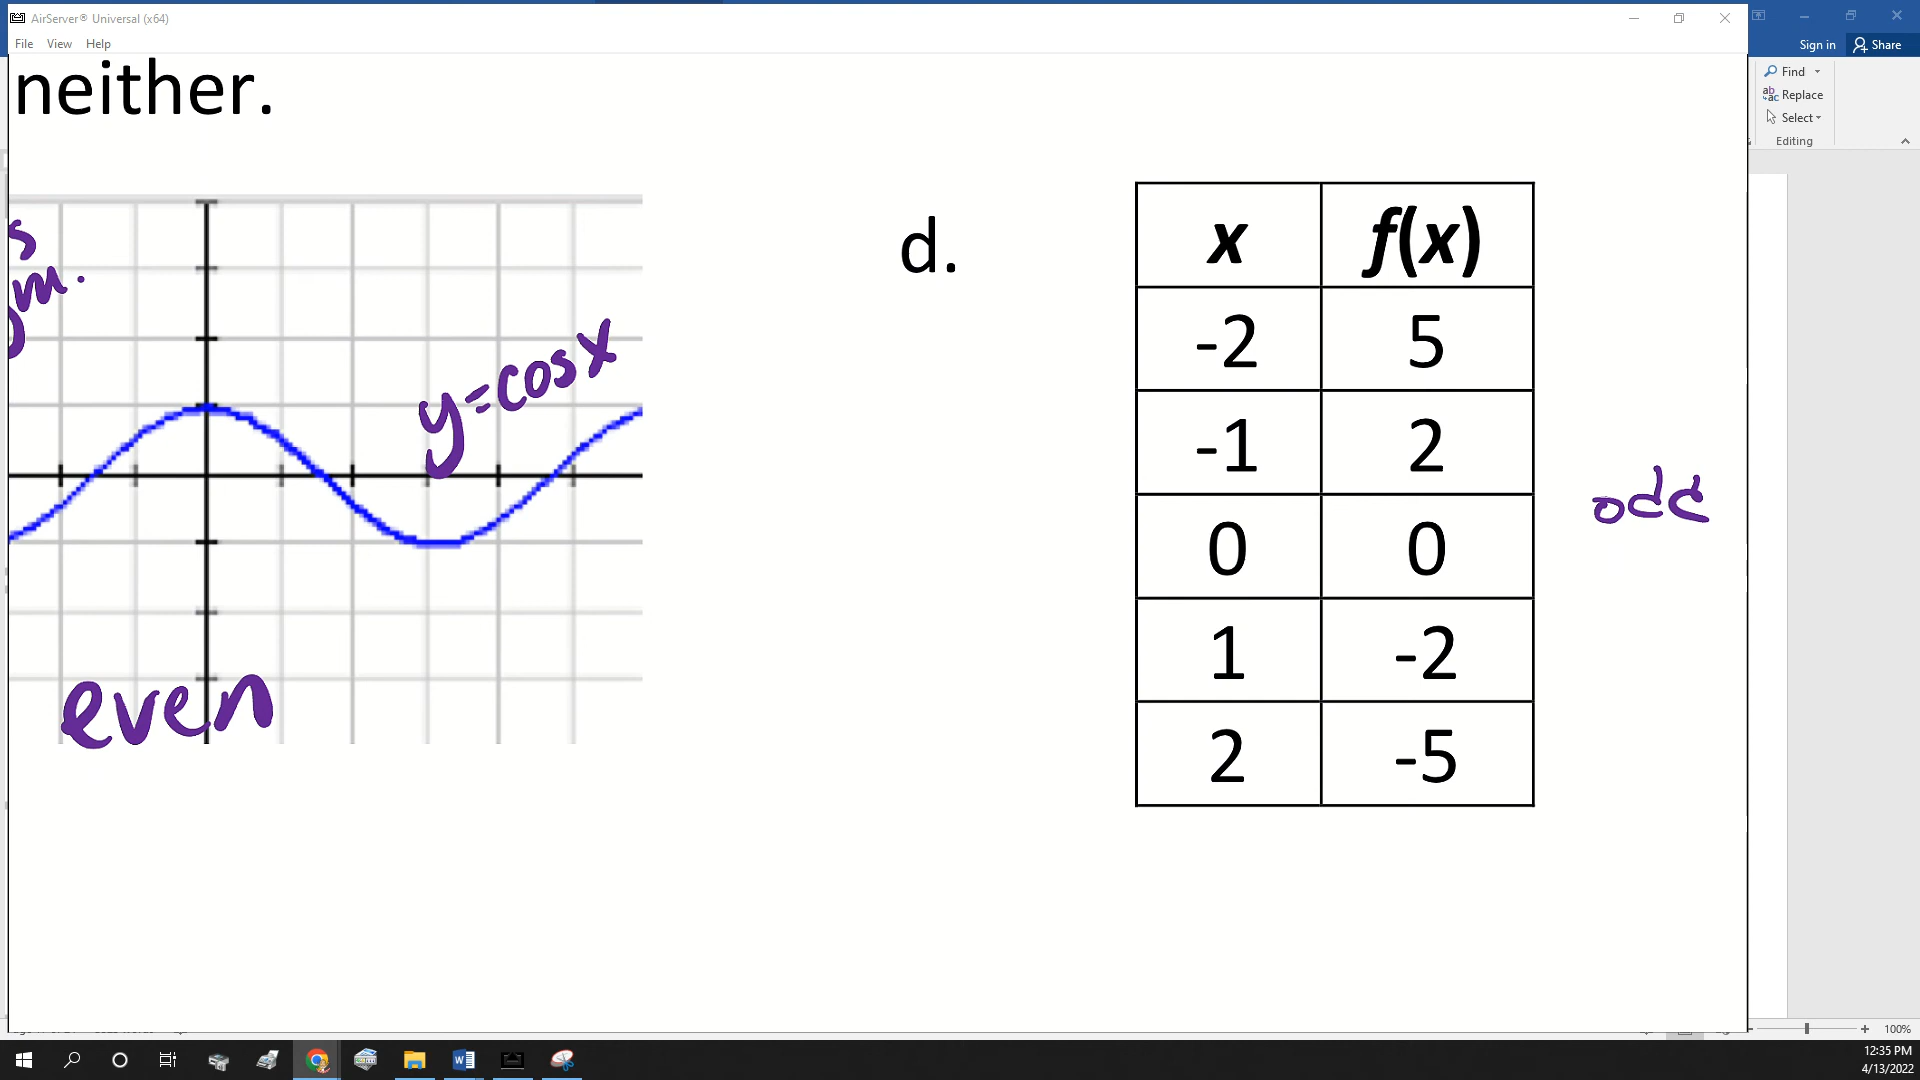 AirServer® Universal (x64)
File View Help
Sign in Share
Find
Replace
Select
Editing
neither.
s
ym.
y=cosx
even
d.
x f(x)
-2 5
-1 2
0 0
1 -2
2 -5
odd
100%
12:35 PM
4/13/2022